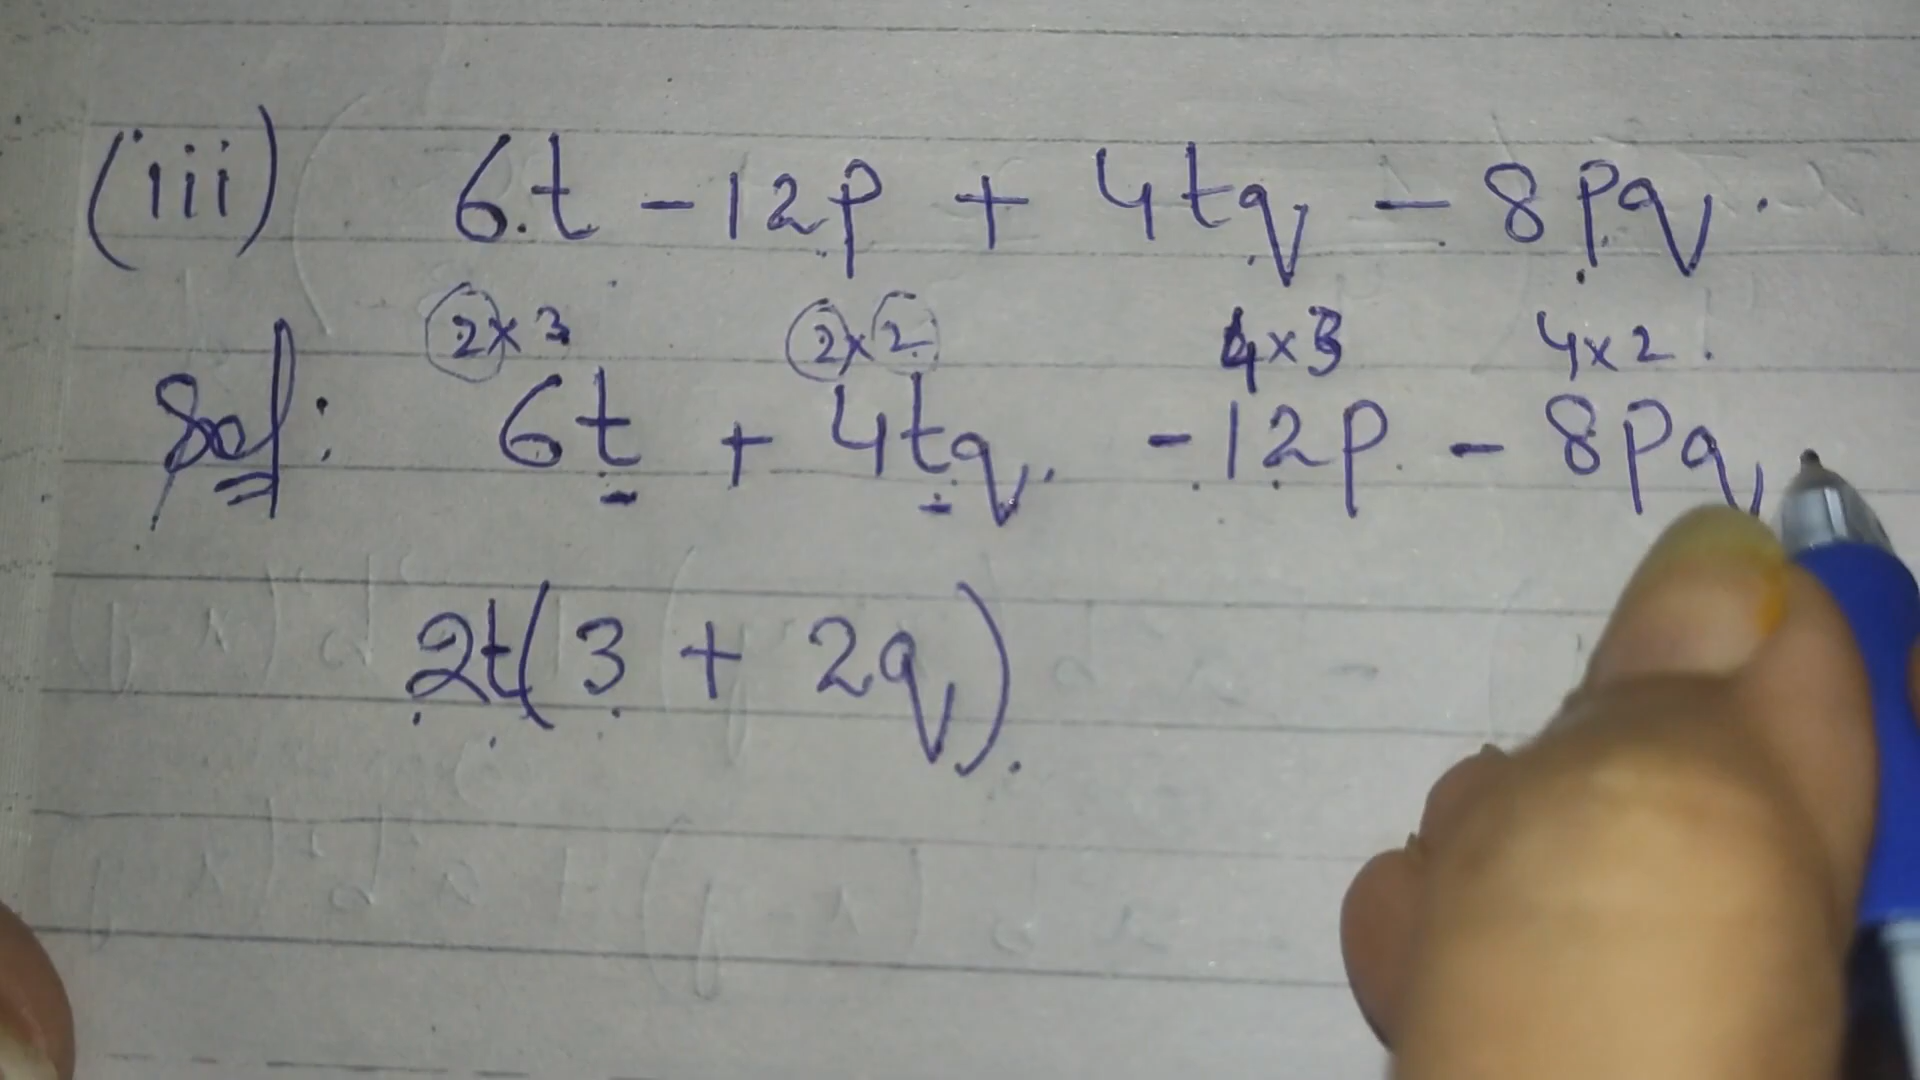 (iii) 6t - 12p + 4tq - 8pq.
2×3 2×2 4×3 4×2.
Sol: 6t + 4tq - 12p - 8pq
2t(3 + 2q).